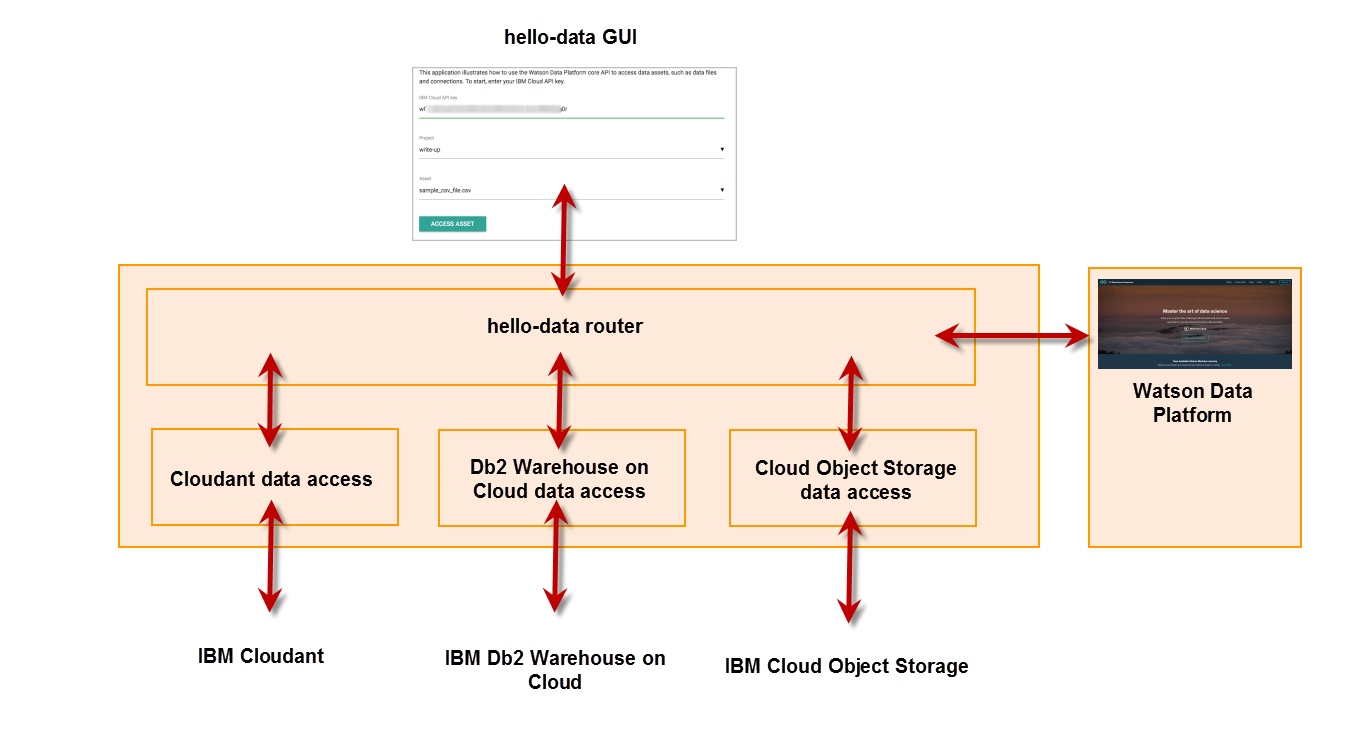 hello-data GUI
This application illustrates how to use the Watson Data Platform core API to access data assets, such as data files
and connections. To start, enter your IBM Cloud API key.
IBM Cloud API key
wf
0r
Project
write-up
Asset
sample_csv_file.csv
ACCESS ASSET
hello-data router
Master the art of data science
Watson Data
Platform
Cloudant data access
Db2 Warehouse on
Cloud data access
Cloud Object Storage
data access
IBM Cloudant
IBM Db2 Warehouse on
Cloud
IBM Cloud Object Storage